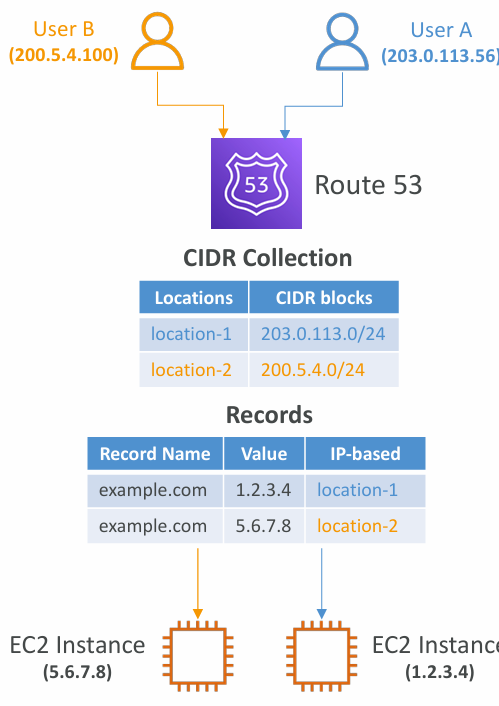 User B
(200.5.4.100)
User A
(203.0.113.56)
53
Route 53
CIDR Collection
Locations CIDR blocks
location-1 203.0.113.0/24
location-2 200.5.4.0/24
Records
Record Name Value IP-based
example.com 1.2.3.4 location-1
example.com 5.6.7.8 location-2
EC2 Instance
(5.6.7.8)
EC2 Instance
(1.2.3.4)